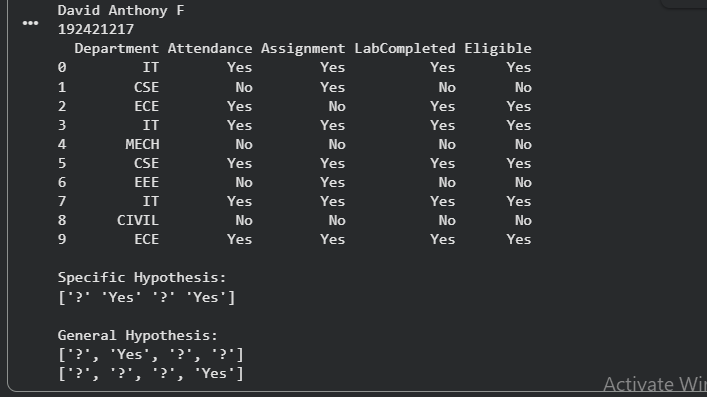 David Anthony F
192421217
Department Attendance Assignment LabCompleted Eligible
0 IT Yes Yes Yes Yes
1 CSE No Yes No No
2 ECE Yes No Yes Yes
3 IT Yes Yes Yes Yes
4 MECH No No No No
5 CSE Yes Yes Yes Yes
6 EEE No Yes No No
7 IT Yes Yes Yes Yes
8 CIVIL No No No No
9 ECE Yes Yes Yes Yes
Specific Hypothesis:
['?' 'Yes' '?' 'Yes']
General Hypothesis:
['?', 'Yes', '?', '?']
['?', '?', '?', 'Yes']
Activate Wi